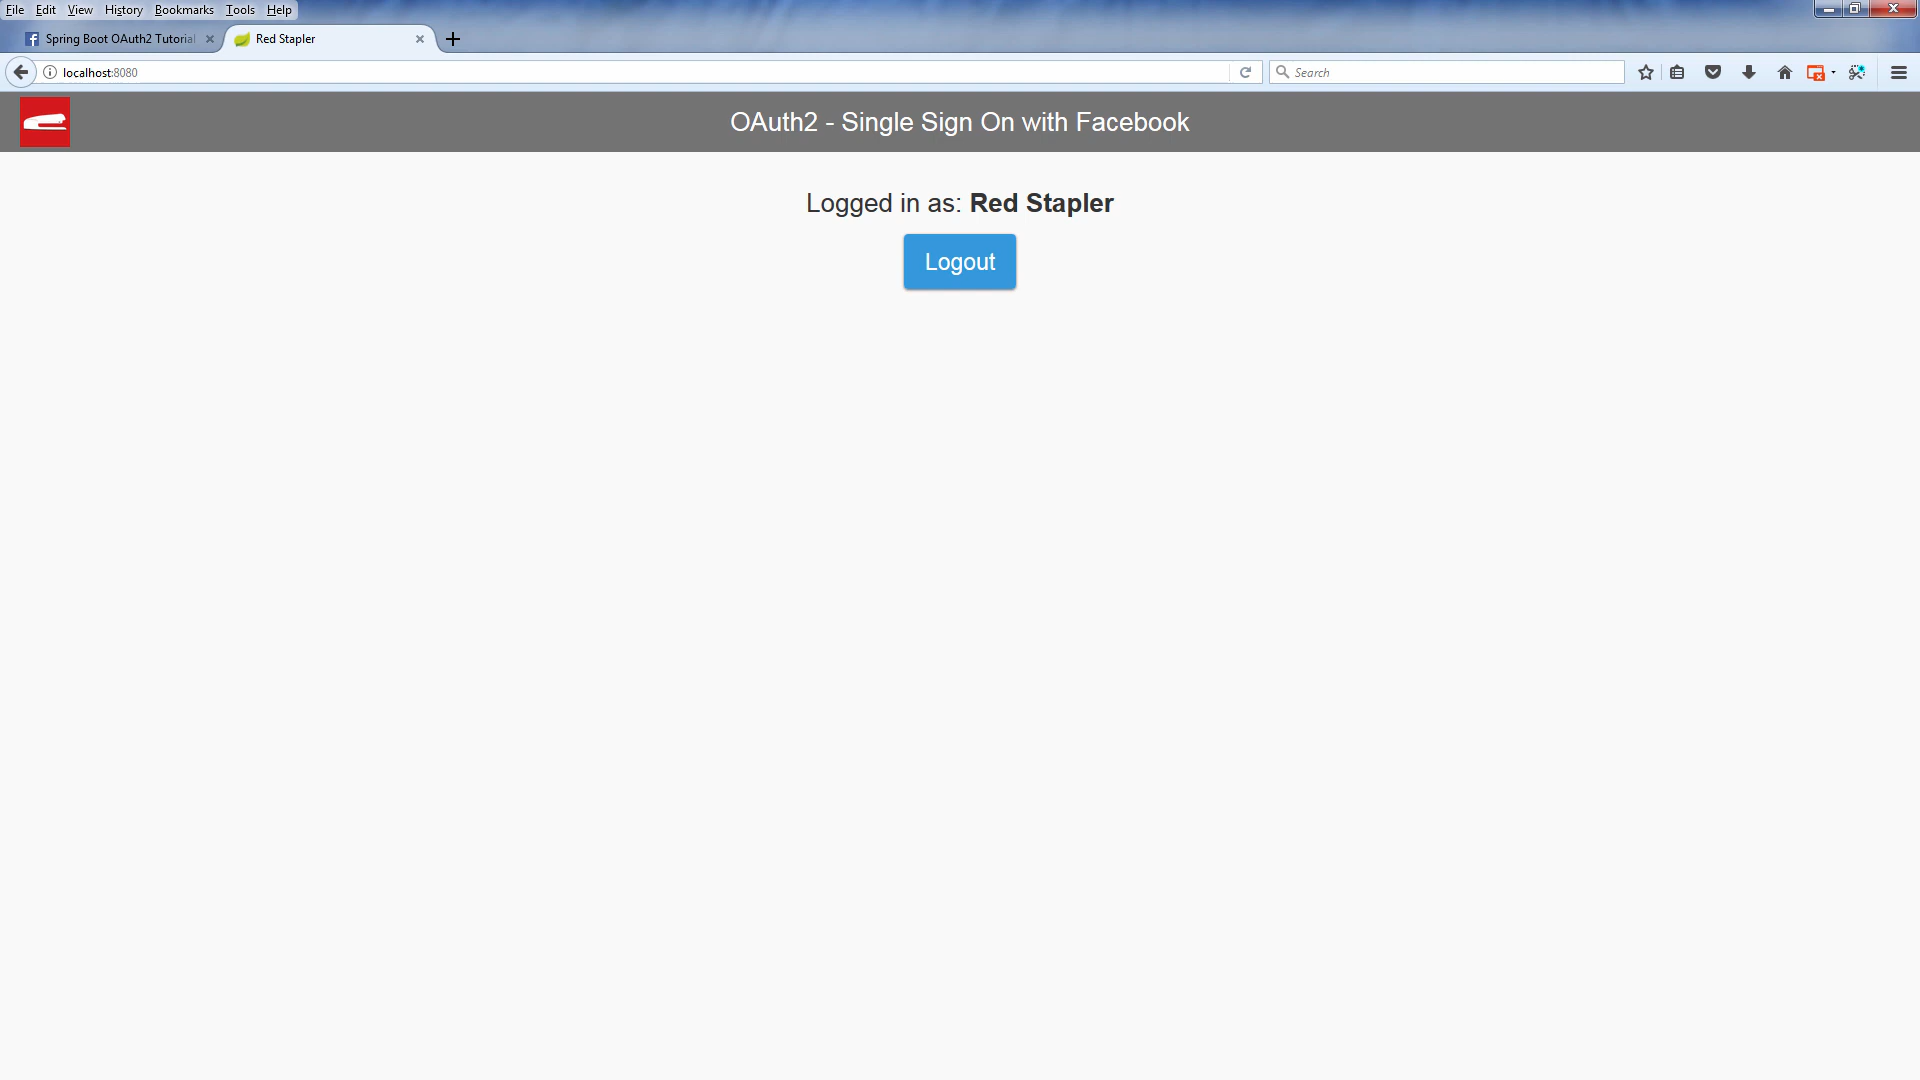 File Edit View History Bookmarks Tools Help
Spring Boot OAuth2 Tutorial
Red Stapler
localhost:8080
Search
OAuth2 - Single Sign On with Facebook
Logged in as: Red Stapler
Logout